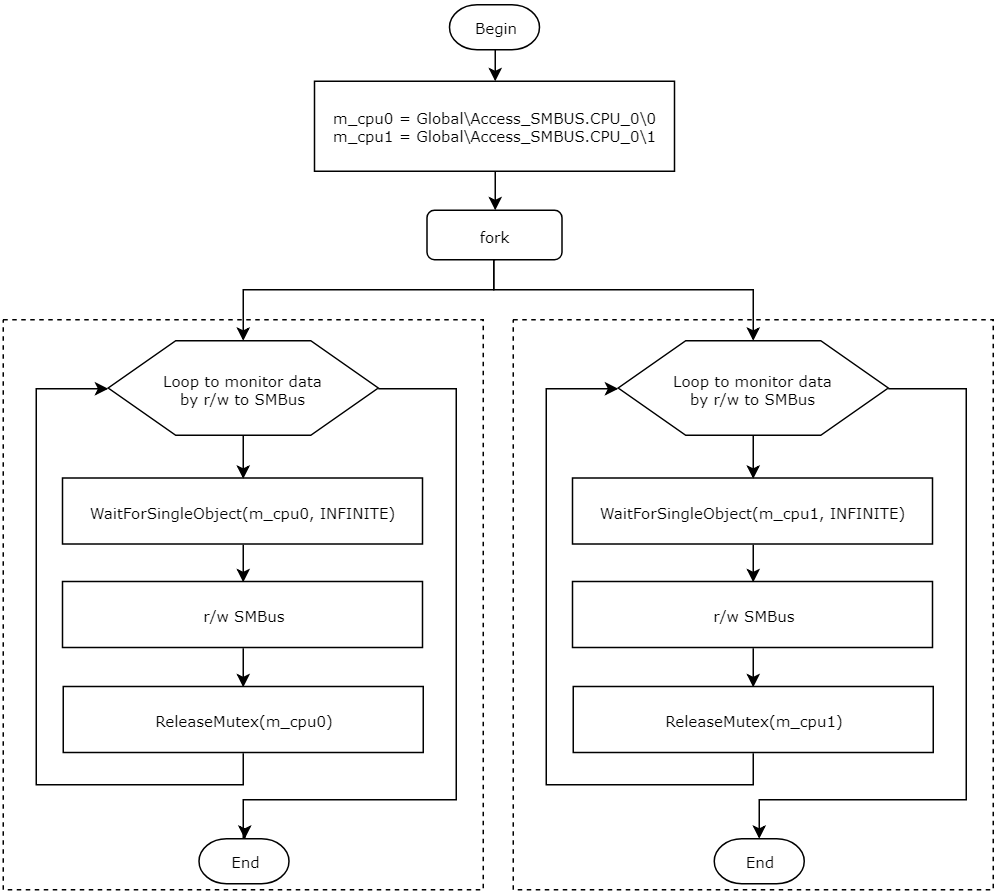 Begin
m_cpu0 = Global\Access_SMBUS.CPU_0\0
m_cpu1 = Global\Access_SMBUS.CPU_0\1
fork
Loop to monitor data
by r/w to SMBus
WaitForSingleObject(m_cpu0, INFINITE)
r/w SMBus
ReleaseMutex(m_cpu0)
End
Loop to monitor data
by r/w to SMBus
WaitForSingleObject(m_cpu1, INFINITE)
r/w SMBus
ReleaseMutex(m_cpu1)
End